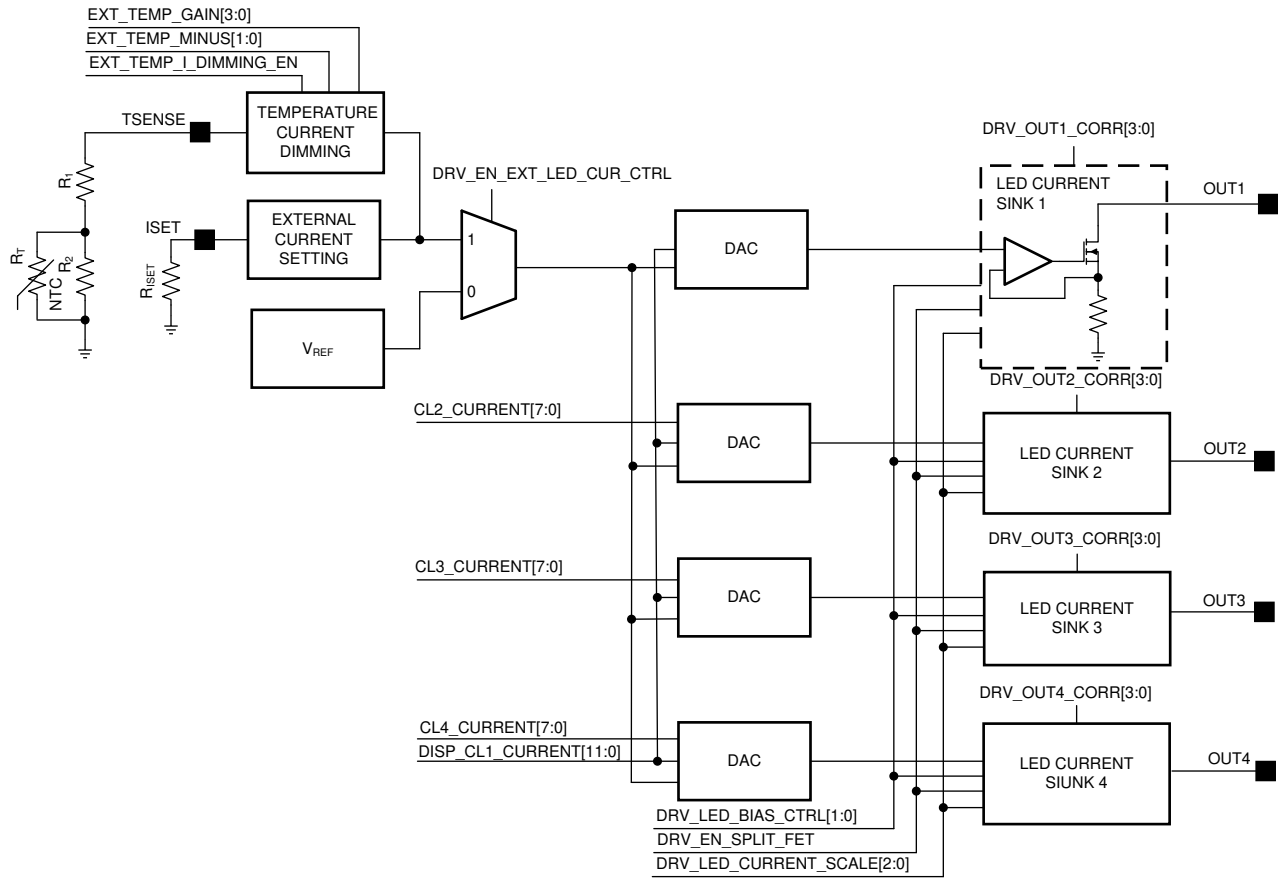 EXT_TEMP_GAIN[3:0]
EXT_TEMP_MINUS[1:0]
EXT_TEMP_I_DIMMING_EN
TSENSE
TEMPERATURE
CURRENT
DIMMING
R1
RT
NTC
R2
ISET
RISET
EXTERNAL
CURRENT
SETTING
VREF
DRV_EN_EXT_LED_CUR_CTRL
1
0
DAC
DRV_OUT1_CORR[3:0]
LED CURRENT
SINK 1
OUT1
CL2_CURRENT[7:0]
DAC
DRV_OUT2_CORR[3:0]
LED CURRENT
SINK 2
OUT2
CL3_CURRENT[7:0]
DAC
DRV_OUT3_CORR[3:0]
LED CURRENT
SINK 3
OUT3
CL4_CURRENT[7:0]
DISP_CL1_CURRENT[11:0]
DAC
DRV_OUT4_CORR[3:0]
LED CURRENT
SIUNK 4
OUT4
DRV_LED_BIAS_CTRL[1:0]
DRV_EN_SPLIT_FET
DRV_LED_CURRENT_SCALE[2:0]